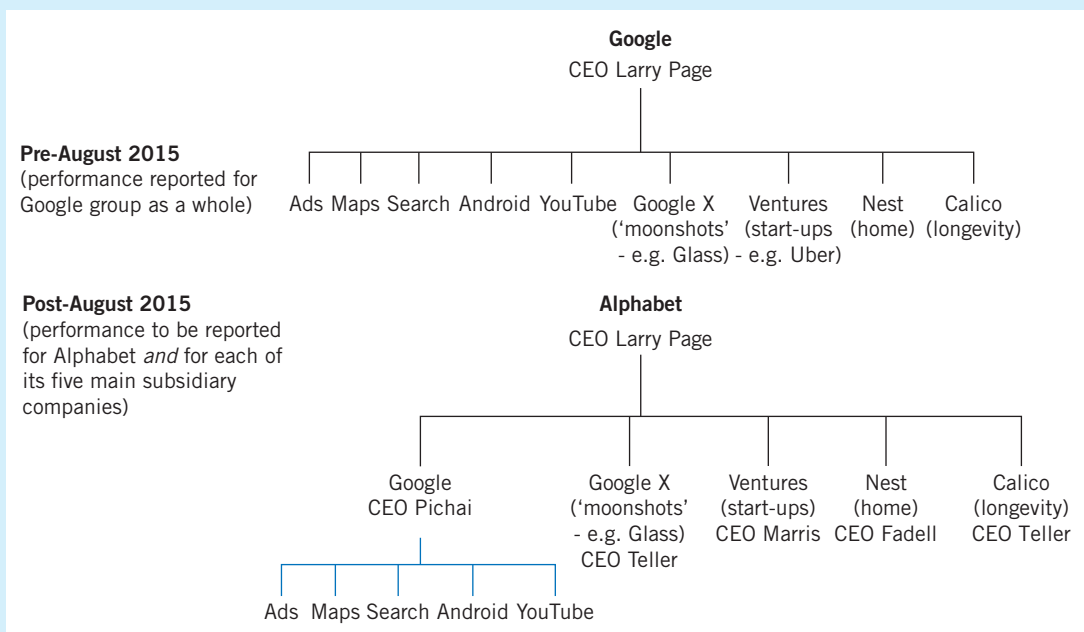 Google
CEO Larry Page
Pre-August 2015
(performance reported for
Google group as a whole)
Ads Maps Search Android YouTube Google X Ventures Nest Calico
(‘moonshots’ (start-ups (home) (longevity)
- e.g. Glass) - e.g. Uber)
Post-August 2015
(performance to be reported
for Alphabet and for each of
its five main subsidiary
companies)
Alphabet
CEO Larry Page
Google
CEO Pichai
Google X
(‘moonshots’
- e.g. Glass)
CEO Teller
Ventures
(start-ups)
CEO Marris
Nest
(home)
CEO Fadell
Calico
(longevity)
CEO Teller
Ads Maps Search Android YouTube